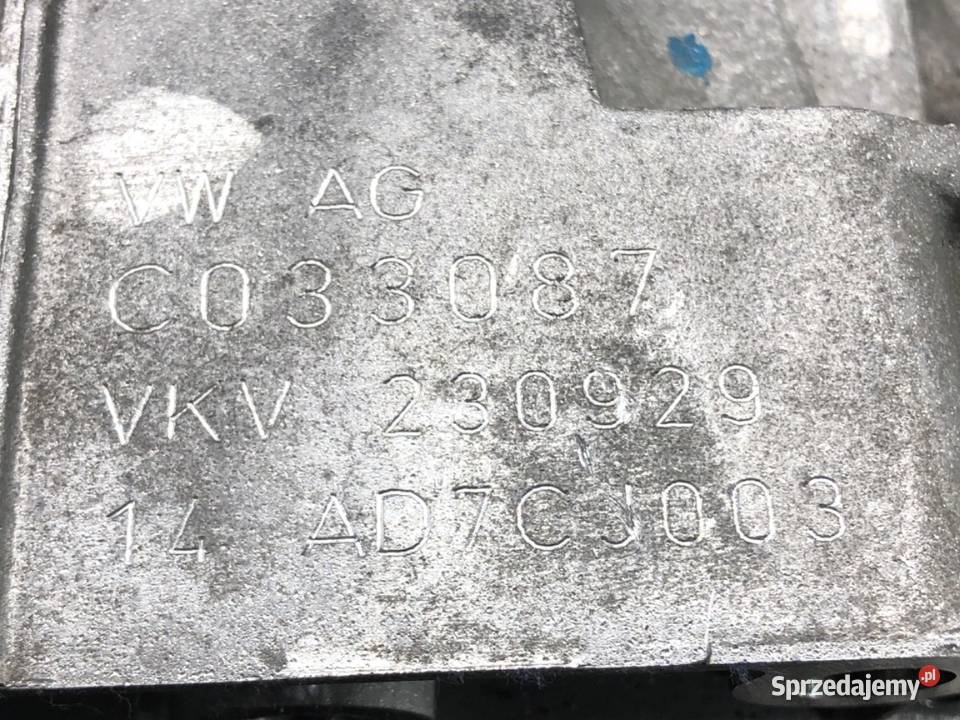 VW AG
C033087
VKV 230929
14 AD7CJ003
Sprzedajemy.pl